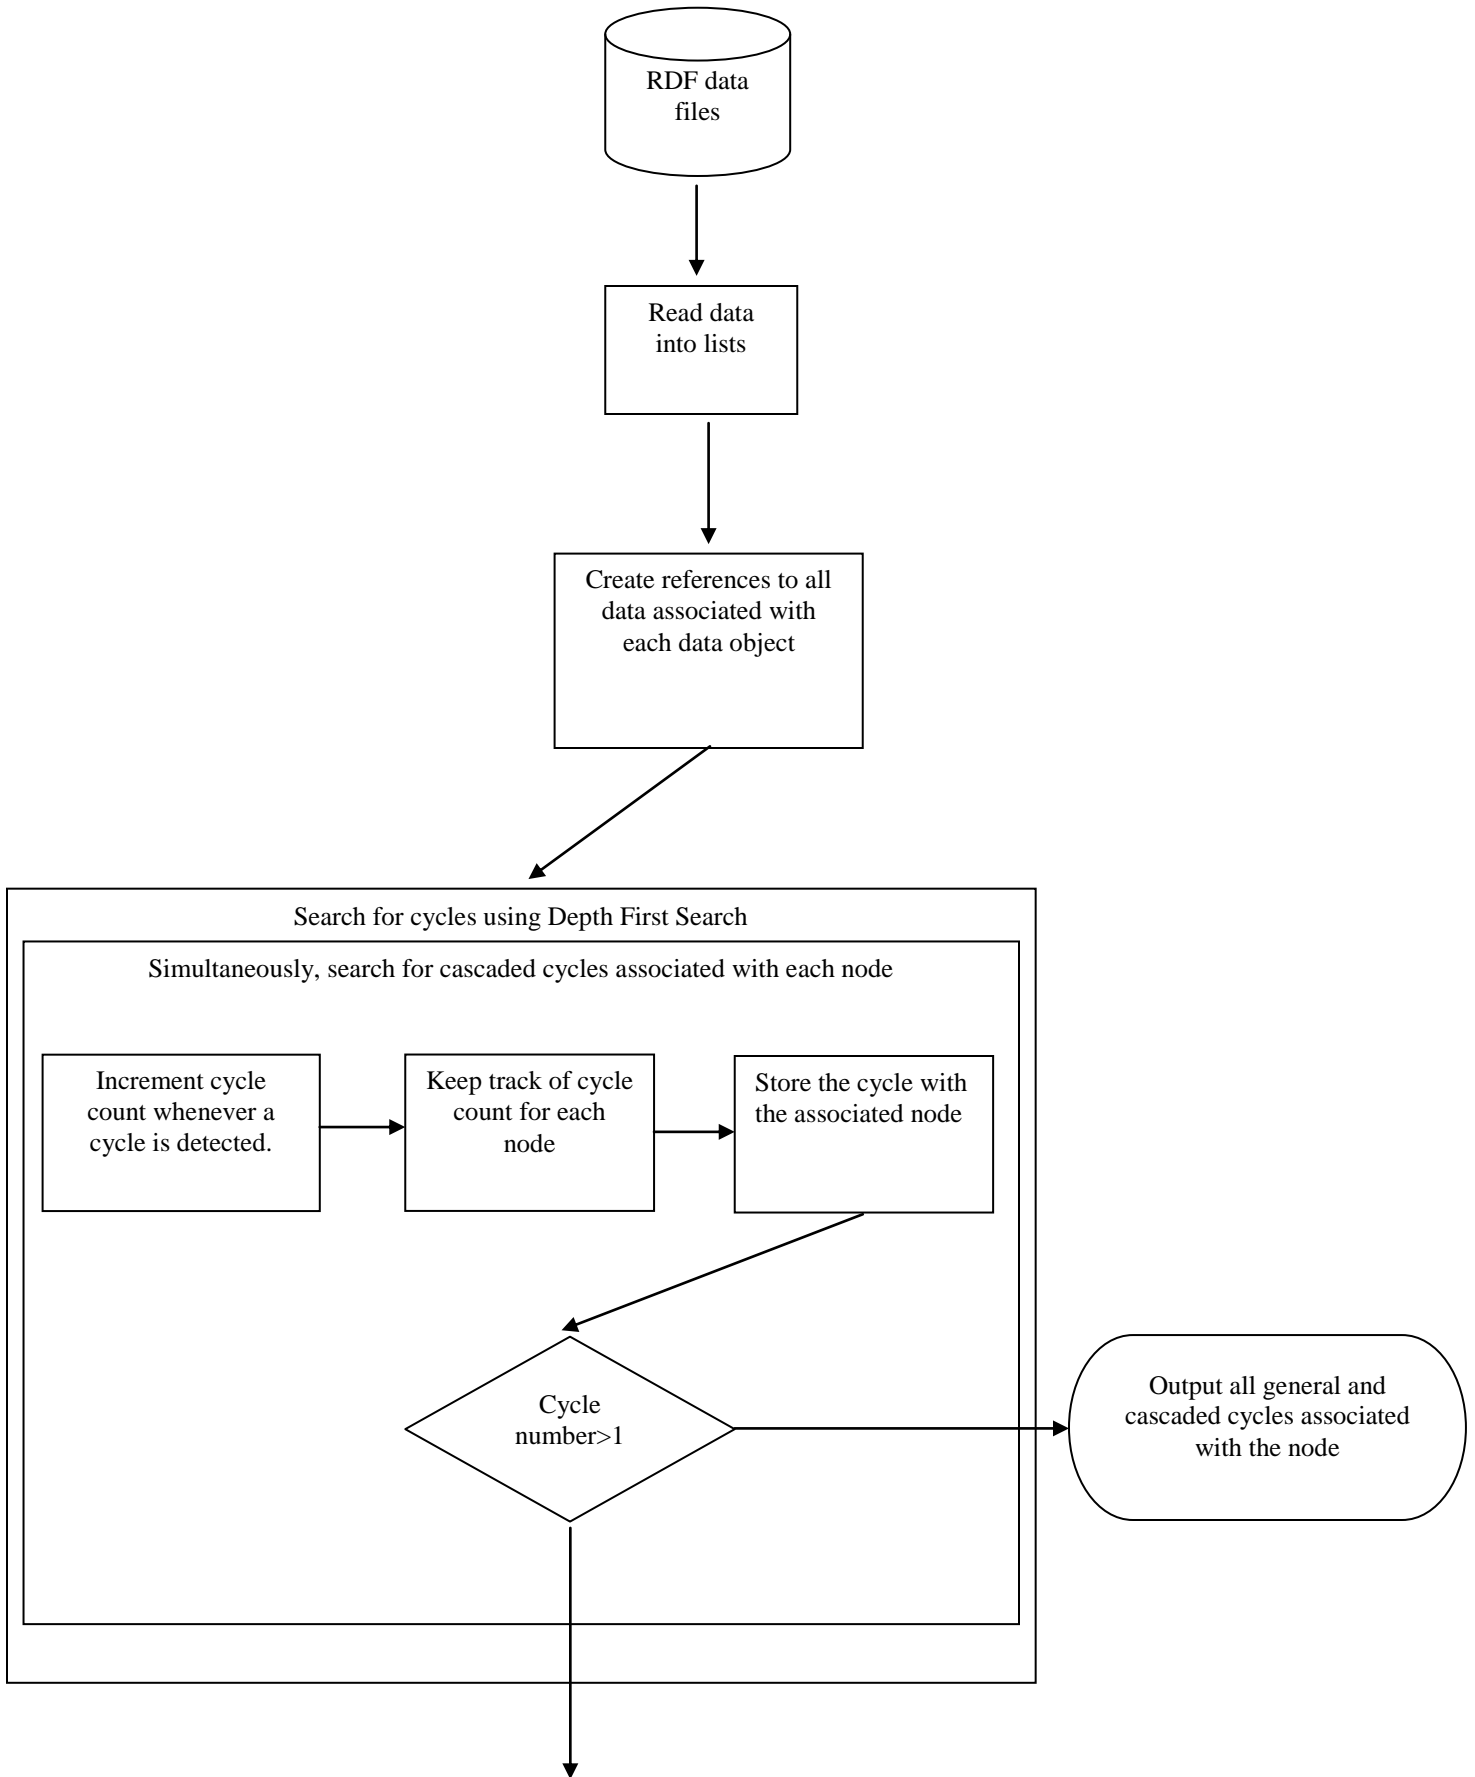 RDF data
files
Read data
into lists
Create references to all
data associated with
each data object
Search for cycles using Depth First Search
Simultaneously, search for cascaded cycles associated with each node
Increment cycle
count whenever a
cycle is detected.
Keep track of cycle
count for each
node
Store the cycle with
the associated node
Cycle
number>1
Output all general and
cascaded cycles associated
with the node